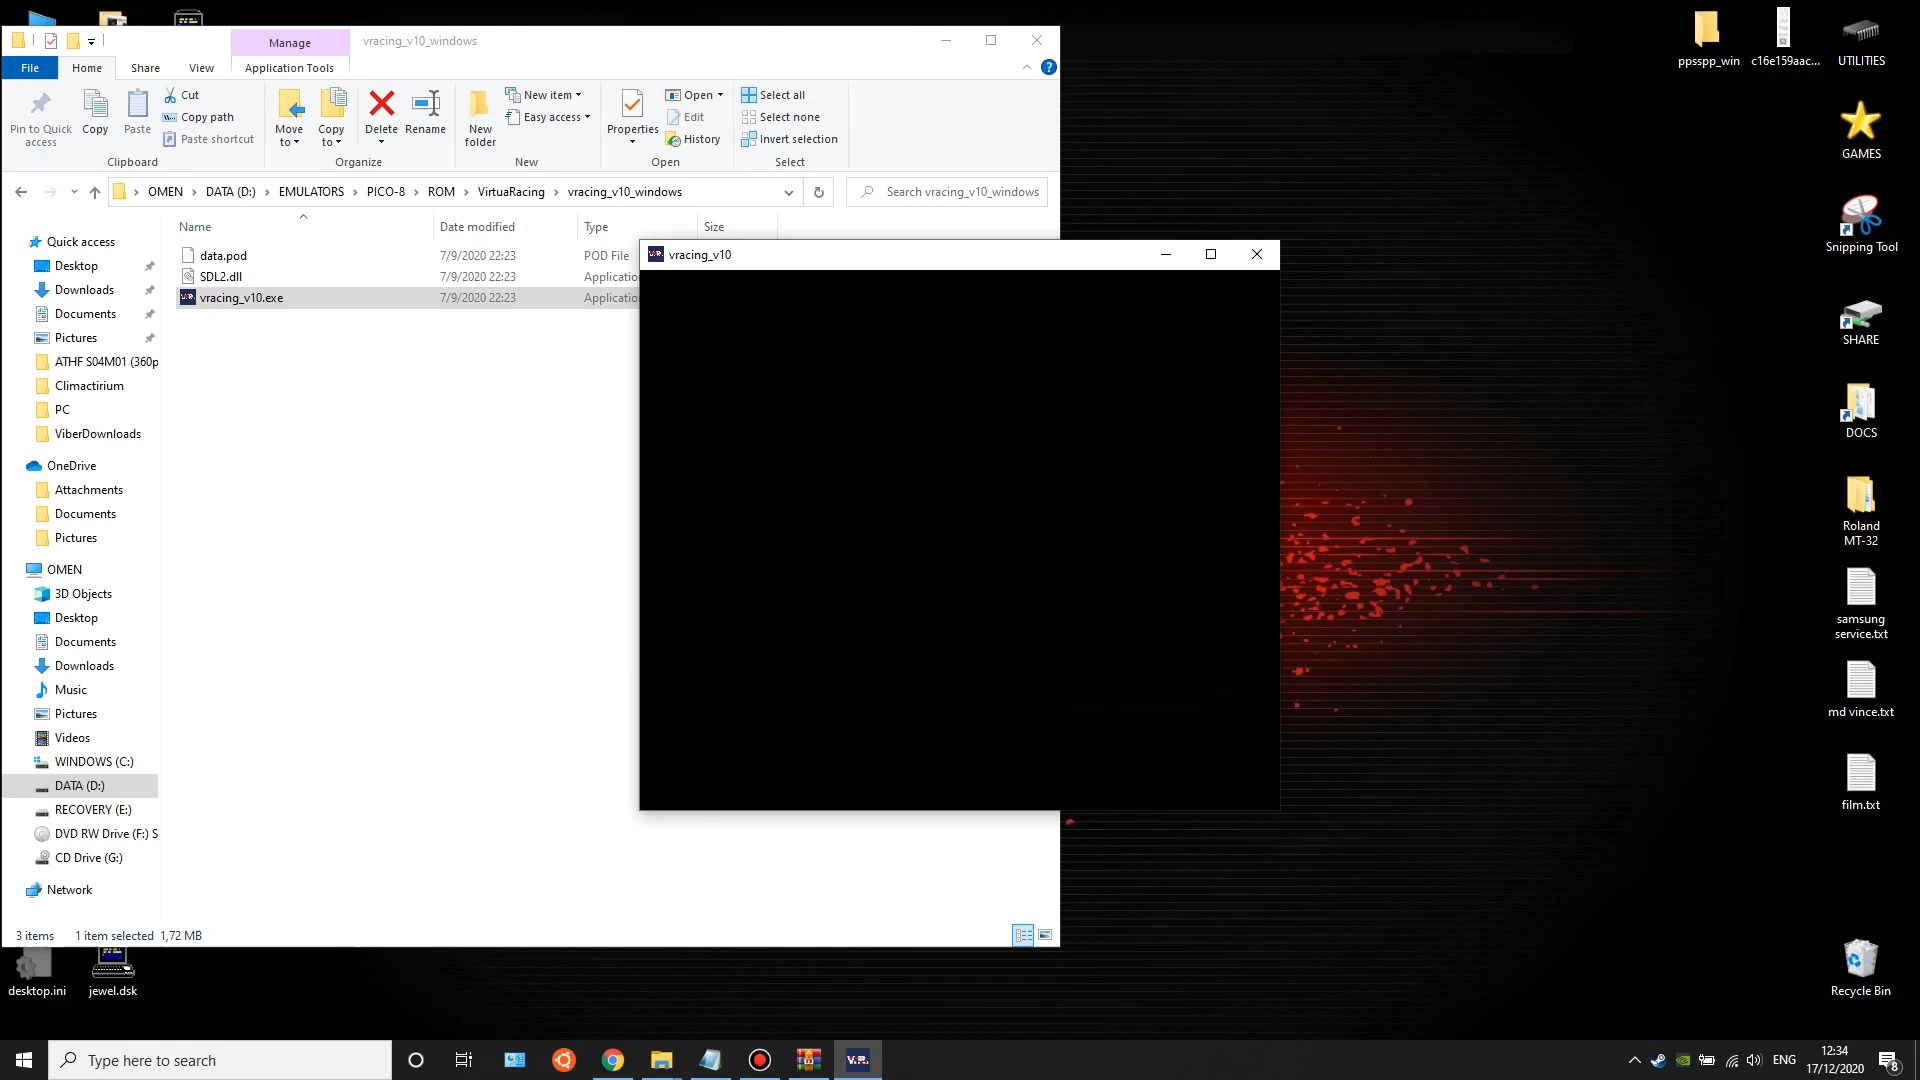 Manage
vracing_v10_windows
File
Home
Share
View
Application Tools
Pin to Quick access
Copy
Paste
Cut
Copy path
Paste shortcut
Clipboard
Move to
Copy to
Delete
Rename
Organize
New folder
New item
Easy access
New
Properties
Open
Edit
History
Open
Select all
Select none
Invert selection
Select
OMEN
DATA (D:)
EMULATORS
PICO-8
ROM
VirtuaRacing
vracing_v10_windows
Search vracing_v10_windows
Name
Date modified
Type
Size
data.pod
7/9/2020 22:23
POD File
SDL2.dll
7/9/2020 22:23
Applicatio
vracing_v10.exe
7/9/2020 22:23
Applicatio
Quick access
Desktop
Downloads
Documents
Pictures
ATHF S04M01 (360p
Climactirium
PC
ViberDownloads
OneDrive
Attachments
Documents
Pictures
OMEN
3D Objects
Desktop
Documents
Downloads
Music
Pictures
Videos
WINDOWS (C:)
DATA (D:)
RECOVERY (E:)
DVD RW Drive (F:) S
CD Drive (G:)
Network
3 items
1 item selected 1,72 MB
vracing_v10
ppsspp_win
c16e159aac...
UTILITIES
GAMES
Snipping Tool
SHARE
DOCS
Roland
MT-32
samsung
service.txt
md vince.txt
film.txt
Recycle Bin
desktop.ini
jewel.dsk
Type here to search
V.R.
ENG
12:34
17/12/2020
8